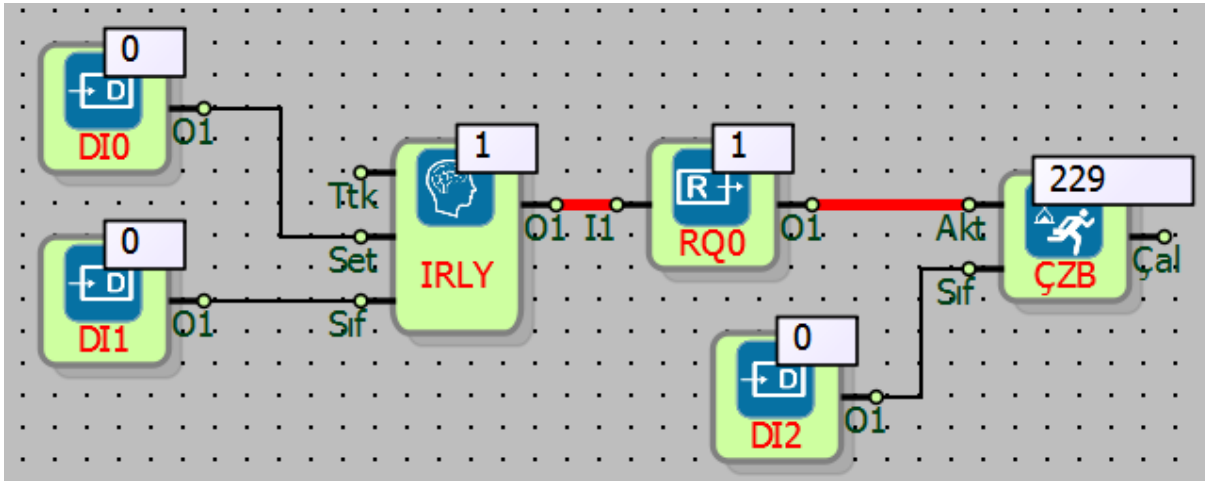 0
D
DI0
O1
0
D
DI1
O1
1
Ttk
Set
Sıf
IRLY
O1
I1
1
R
RQ0
O1
229
Akt
Sıf
ÇZB
Çal
0
D
DI2
O1